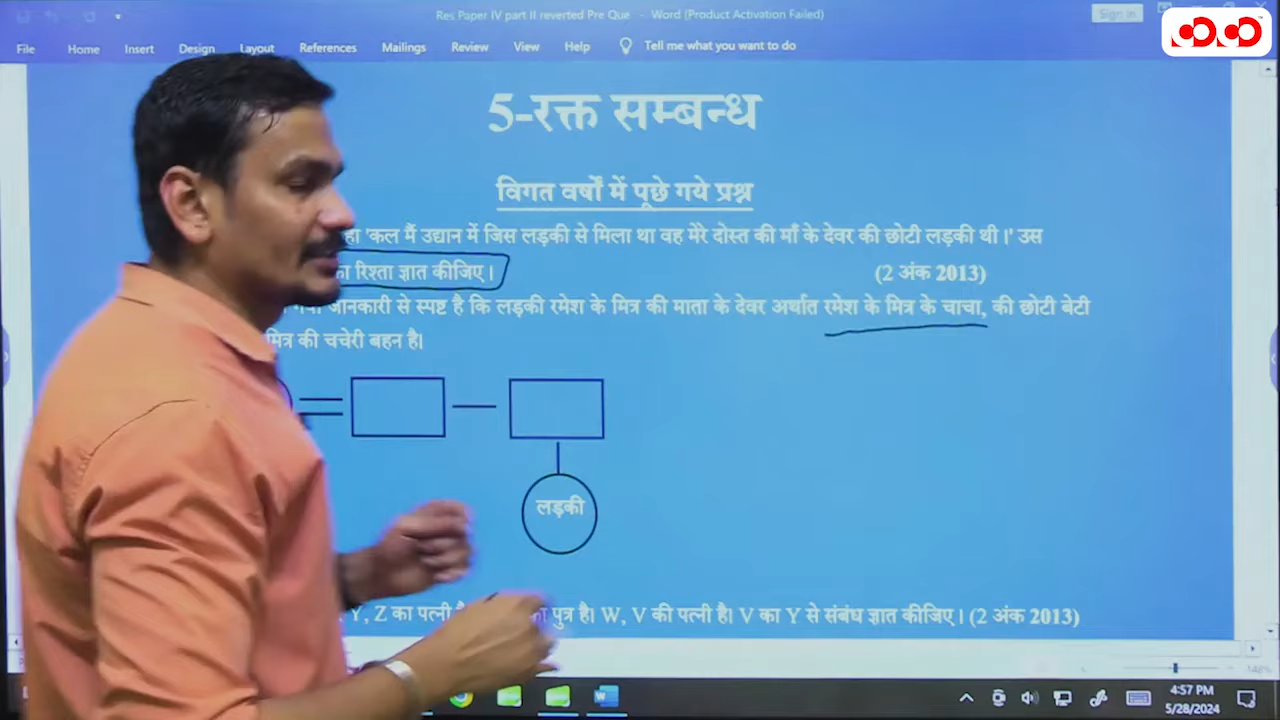 Res Paper IV part II reverted Pre Que - Word (Product Activation Failed)
Sign in
File Home Insert Design Layout References Mailings Review View Help Tell me what you want to do
5-रक्त सम्बन्ध
विगत वर्षों में पूछे गये प्रश्न
'कल मैं उद्यान में जिस लड़की से मिला था वह मेरे दोस्त की माँ के देवर की छोटी लड़की थी।' उस
का रिश्ता ज्ञात कीजिए। (2 अंक 2013)
जानकारी से स्पष्ट है कि लड़की रमेश के मित्र की माता के देवर अर्थात रमेश के मित्र के चाचा, की छोटी बेटी
मित्र की चचेरी बहन है।
लड़की
Y, Z का पत्नी पुत्र है। W, V की पत्नी है। V का Y से संबंध ज्ञात कीजिए। (2 अंक 2013)
148%
4:57 PM
5/28/2024